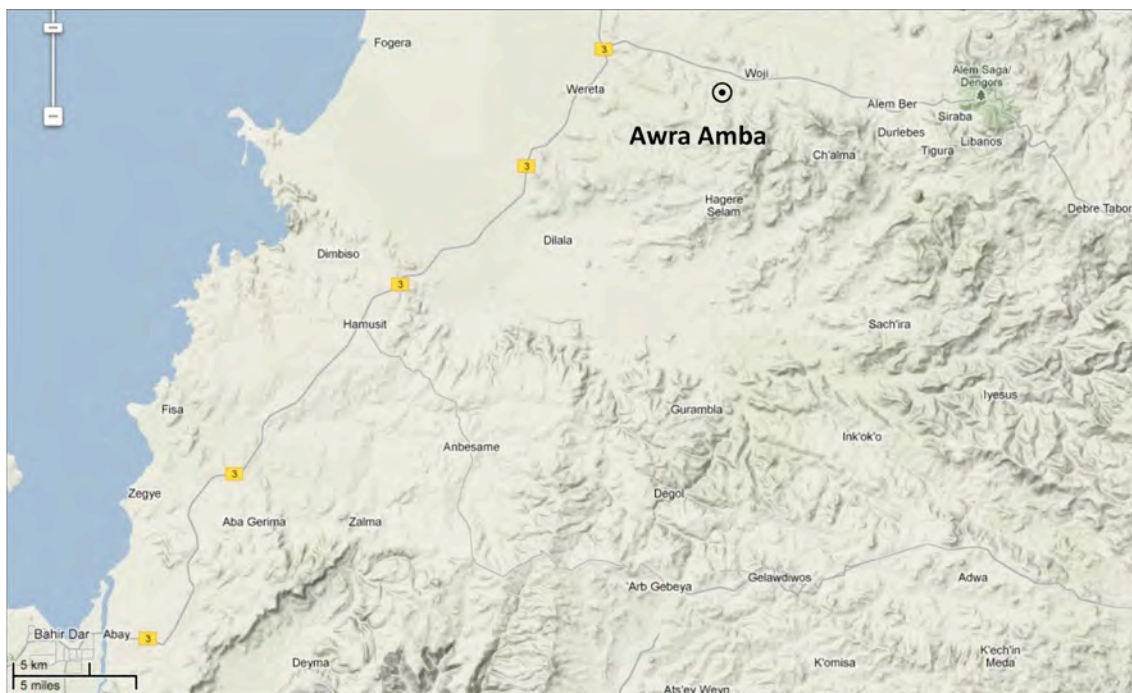 Fogera
3
Woji
Alem Saga/
Dengors
Wereta
Alem Ber
Siraba
Awra Amba
Durlebes
Libanos
Tigura
Ch'alma
3
Hagere
Selam
Debre Tabor
Dilala
Dimbiso
3
Hamusit
Sach'ira
Iyesus
Fisa
Gurambla
Ink'ok'o
Anbesame
3
Zegye
Degol
Aba Gerima
Zalma
Adwa
'Arb Gebeya
Gelawdiwos
Bahir Dar
Abay
3
K'ech'in
Meda
Deyma
K'omisa
5 km
5 miles
Ats'ey Weyn